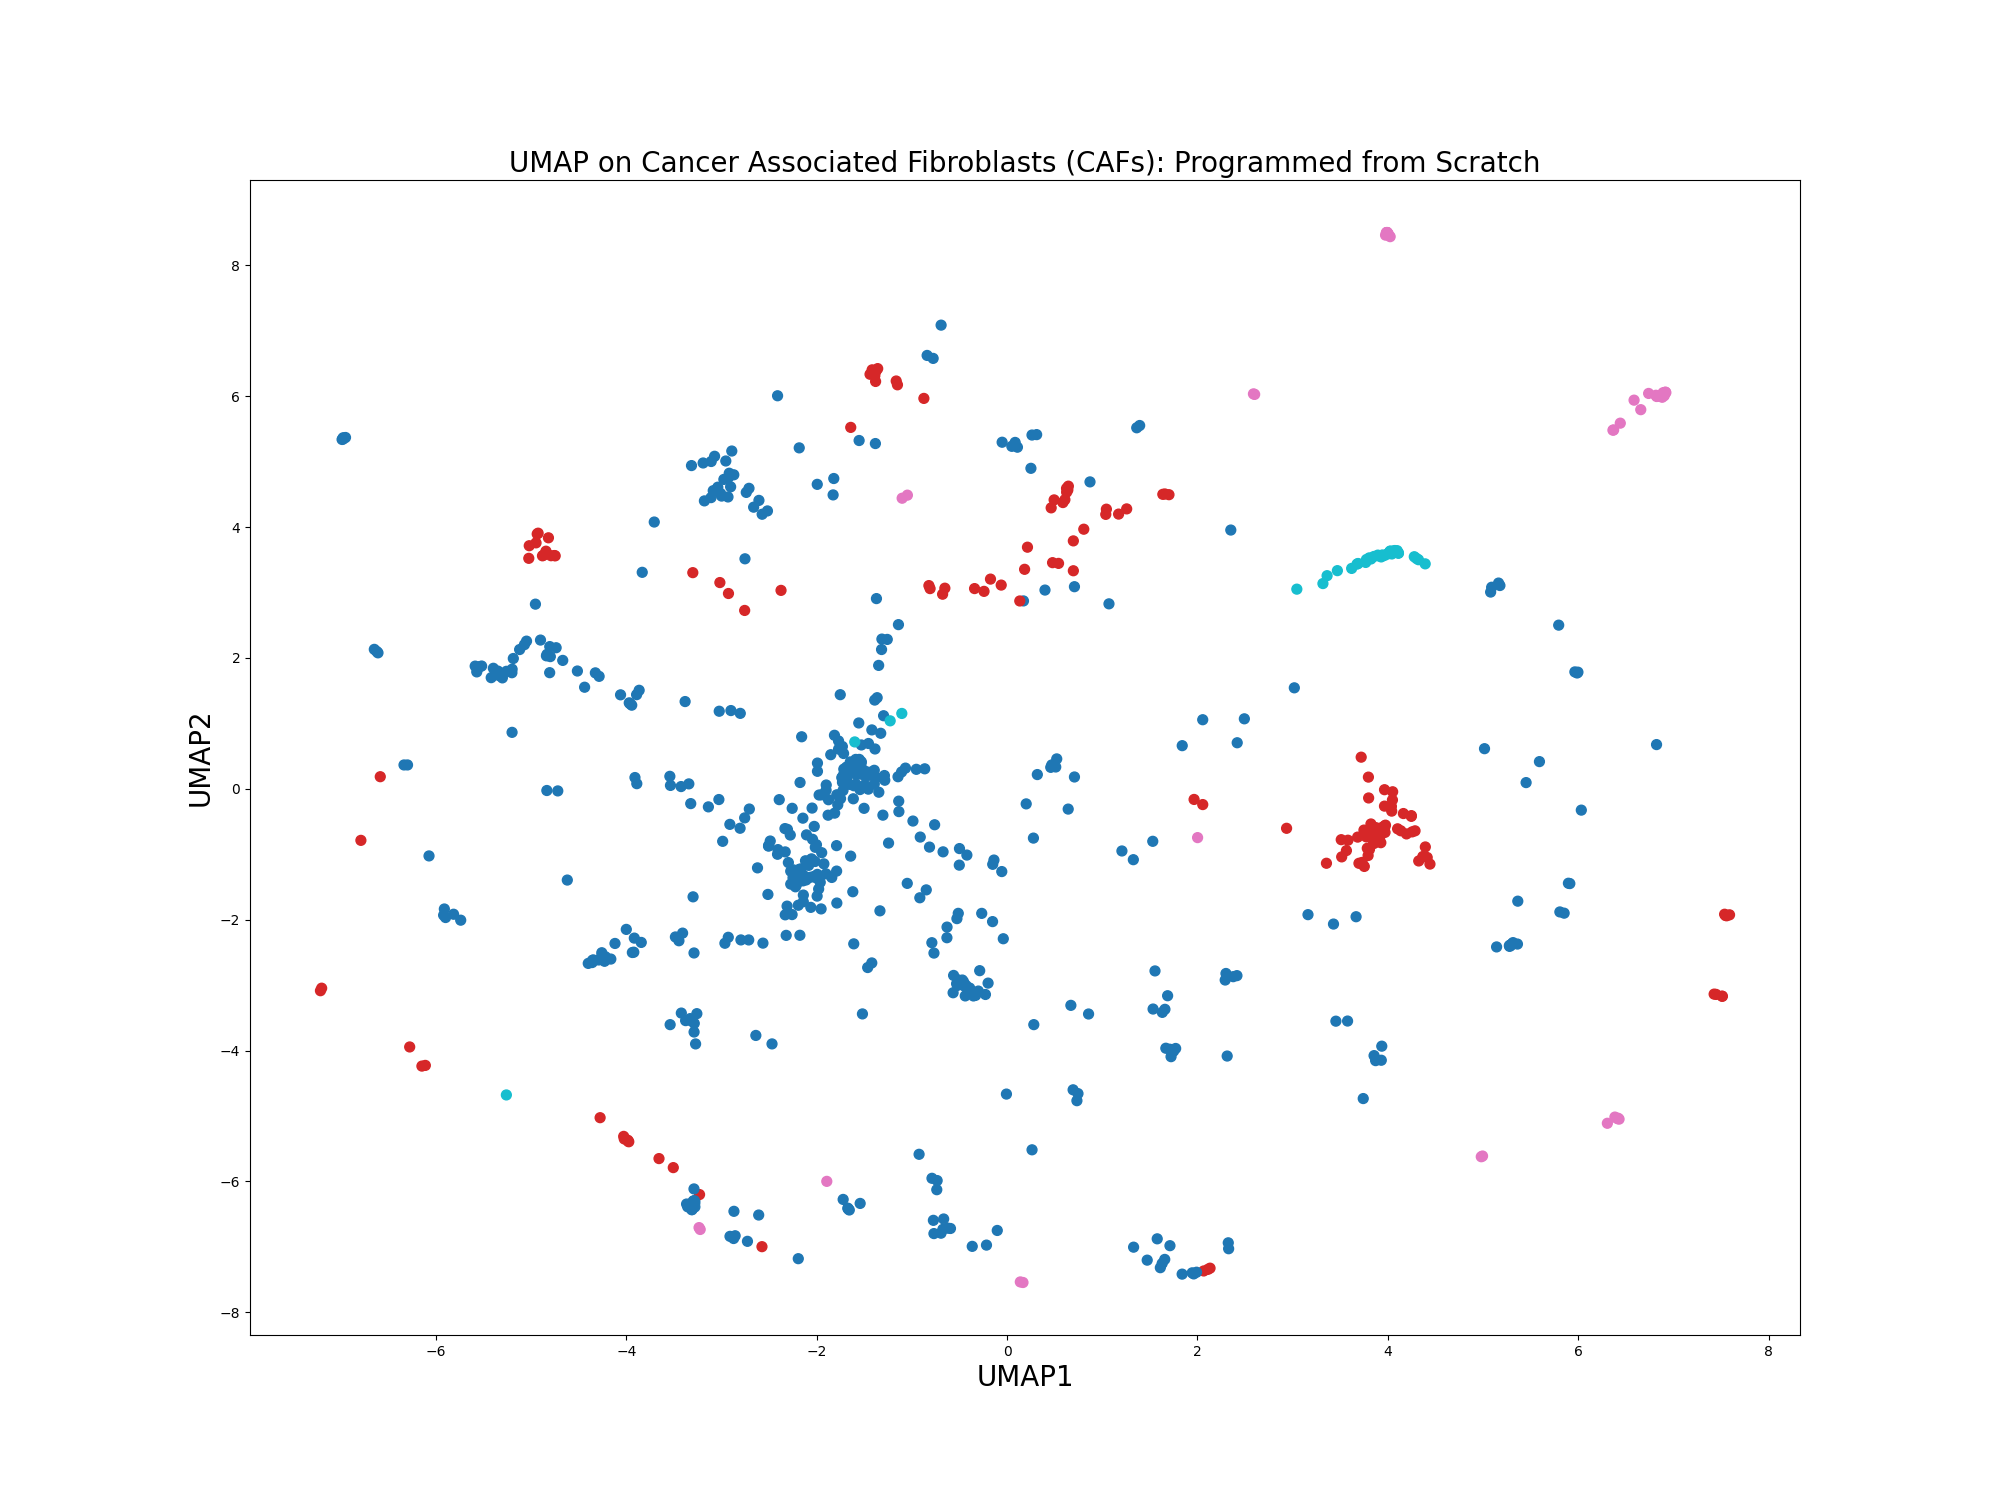 UMAP on Cancer Associated Fibroblasts (CAFs): Programmed from Scratch
8
6
4
2
0
−2
−4
−6
−8
UMAP2
−6 −4 −2 0 2 4 6 8
UMAP1